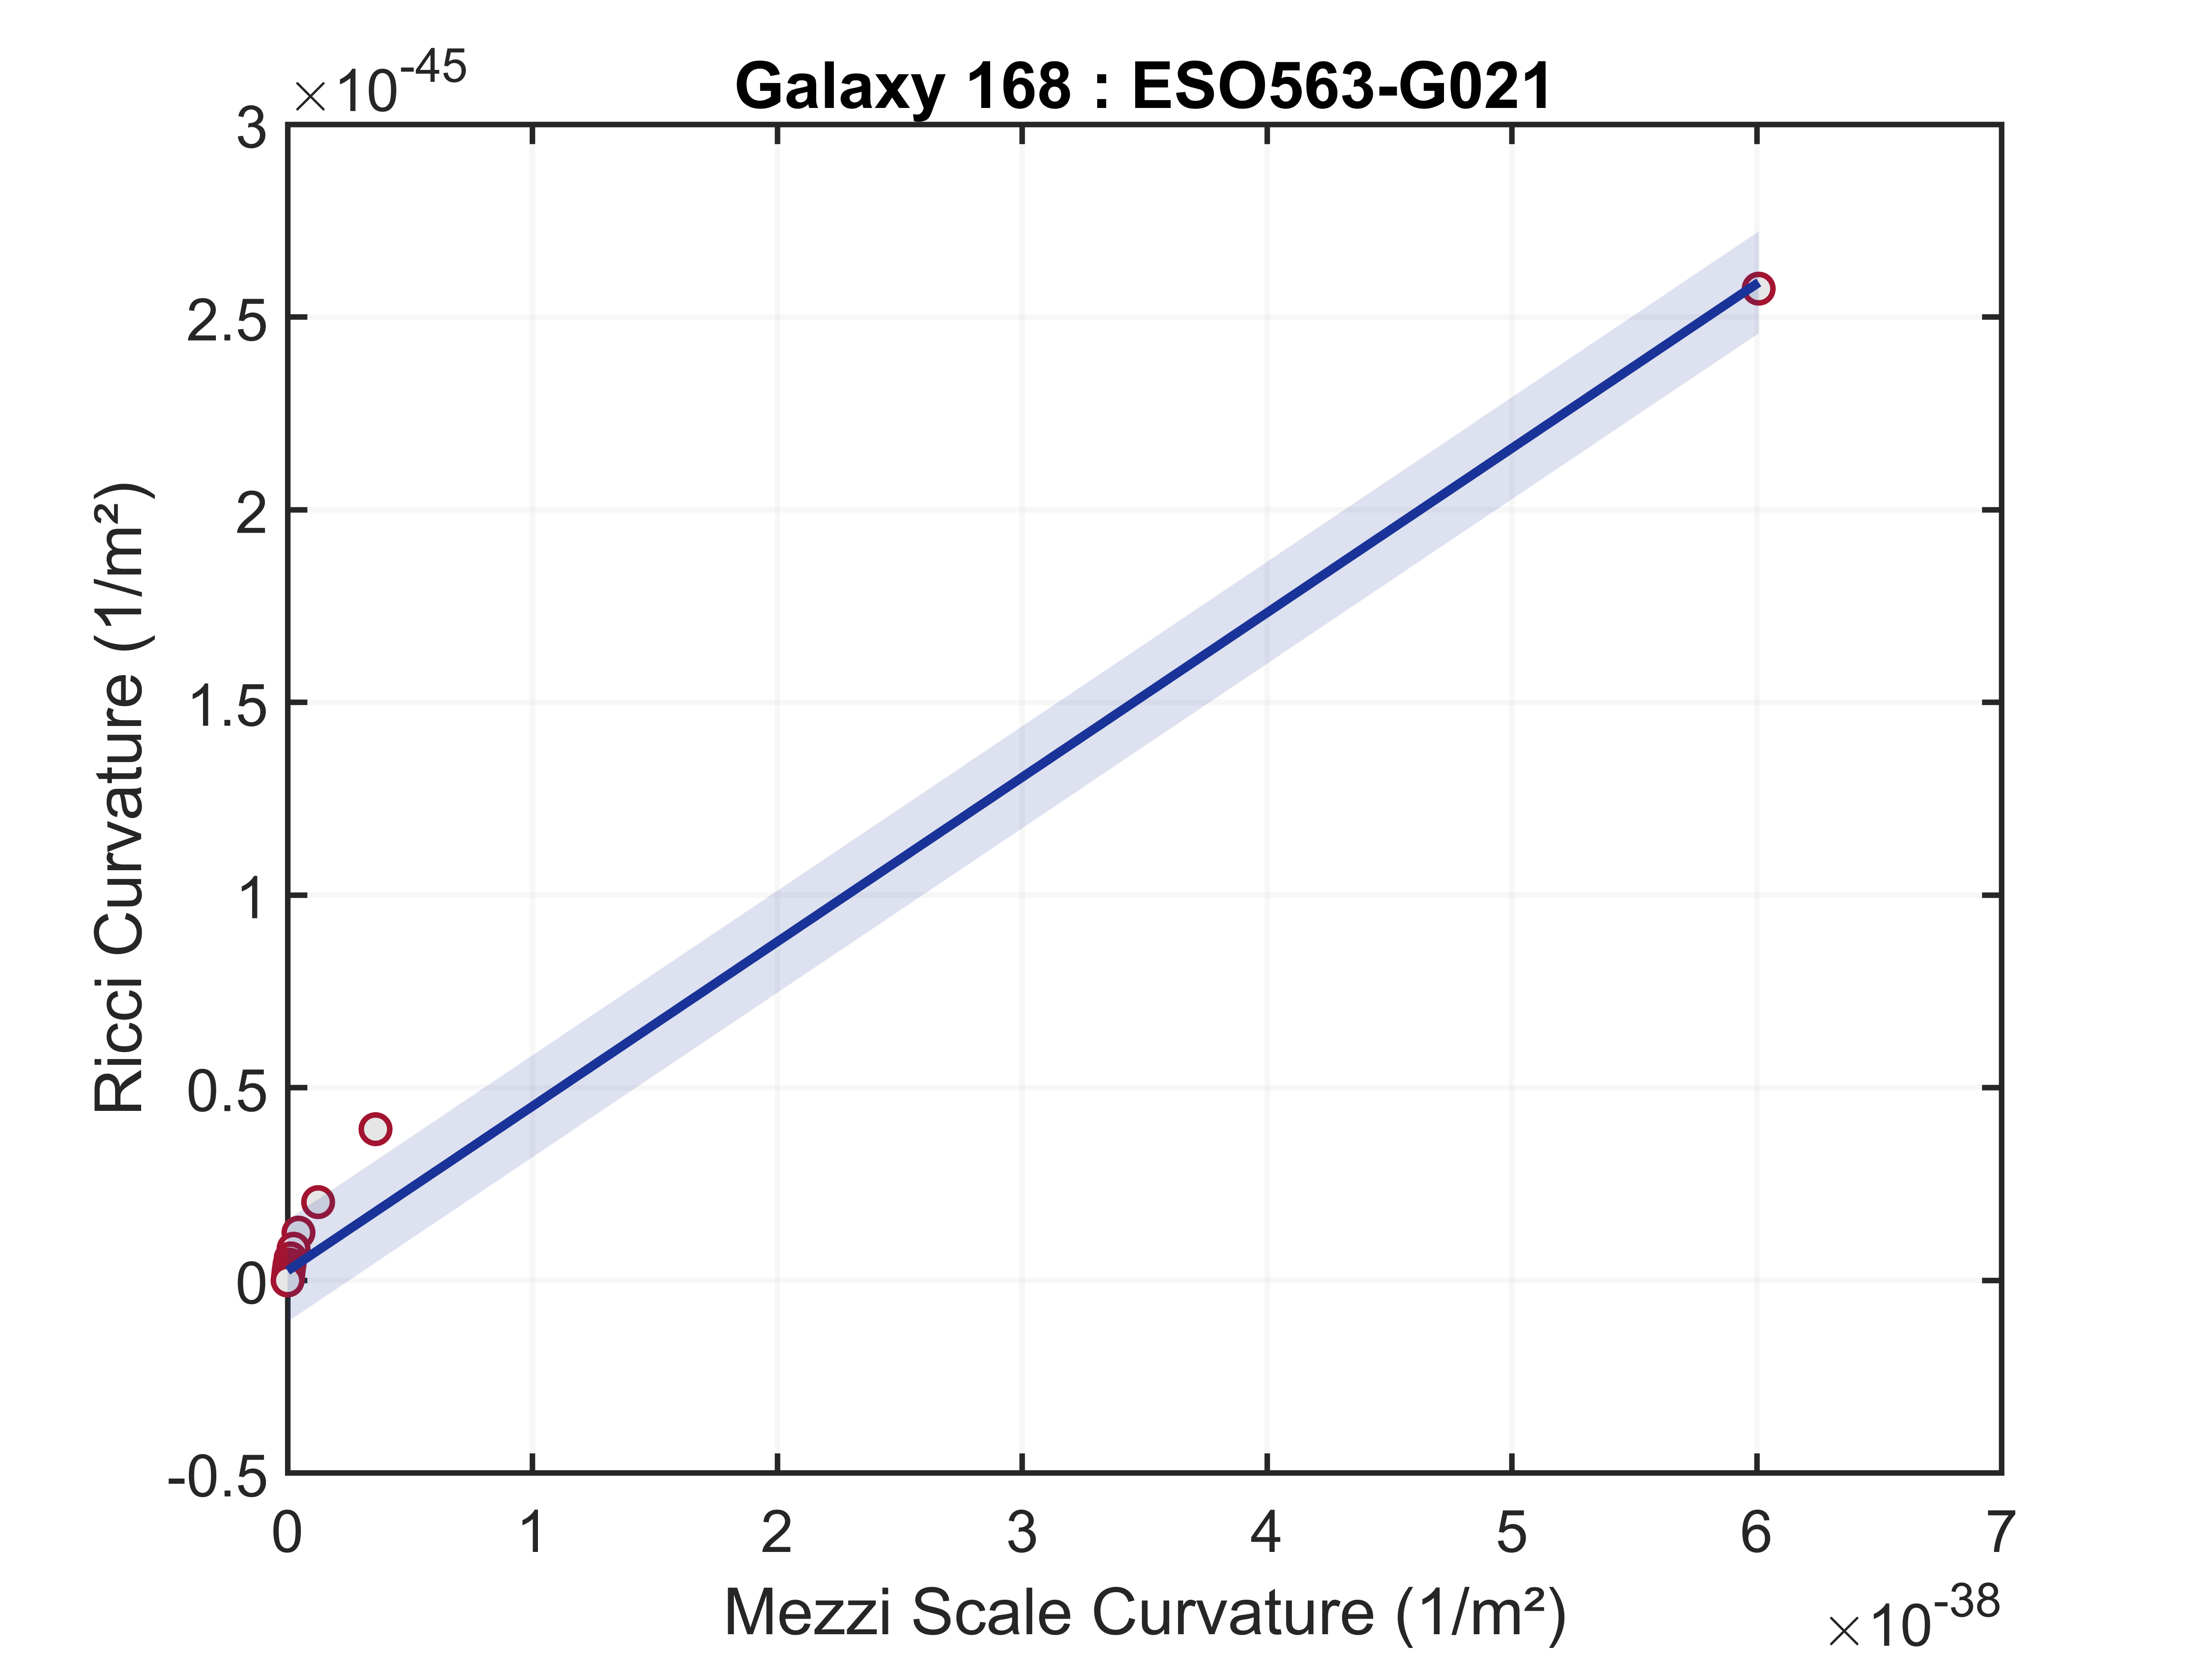 ×10-45
Galaxy 168 : ESO563-G021
3
2.5
2
1.5
1
0.5
0
-0.5
Ricci Curvature (1/m²)
0 1 2 3 4 5 6 7
Mezzi Scale Curvature (1/m²)
×10-38